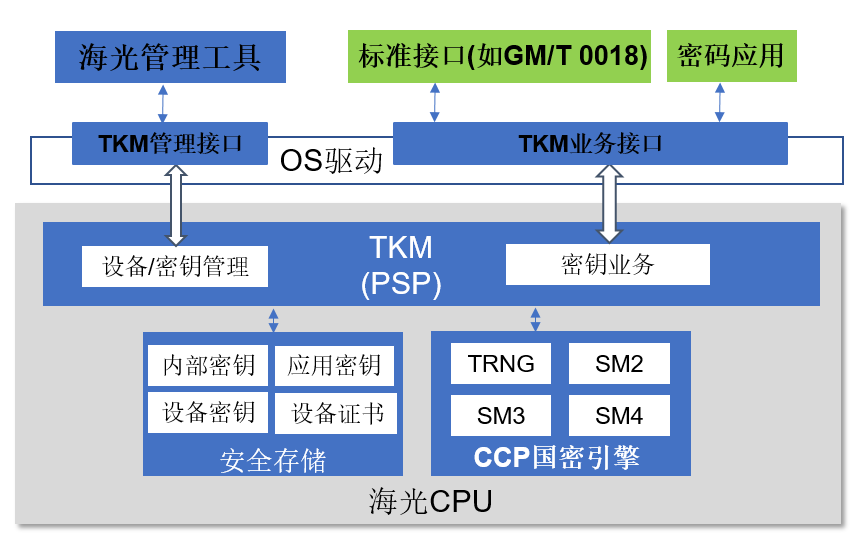 海光管理工具
标准接口(如GM/T 0018)
密码应用
TKM管理接口
OS驱动
TKM业务接口
TKM
(PSP)
设备/密钥管理
密钥业务
内部密钥
应用密钥
设备密钥
设备证书
安全存储
TRNG
SM2
SM3
SM4
CCP国密引擎
海光CPU